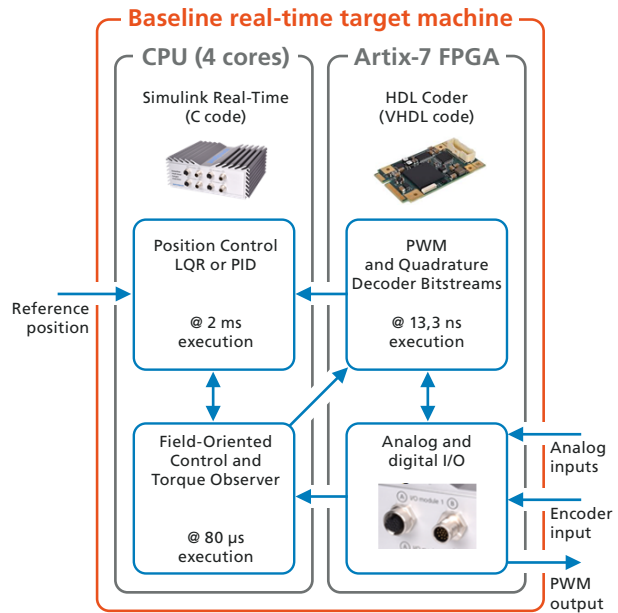 Baseline real-time target machine
CPU (4 cores)
Artix-7 FPGA
Simulink Real-Time
(C code)
HDL Coder
(VHDL code)
Position Control
LQR or PID
@ 2 ms
execution
PWM
and Quadrature
Decoder Bitstreams
@ 13,3 ns
execution
Reference
position
Field-Oriented
Control and
Torque Observer
@ 80 µs
execution
Analog and
digital I/O
A I/O module 1 B
Analog
inputs
Encoder
input
PWM
output